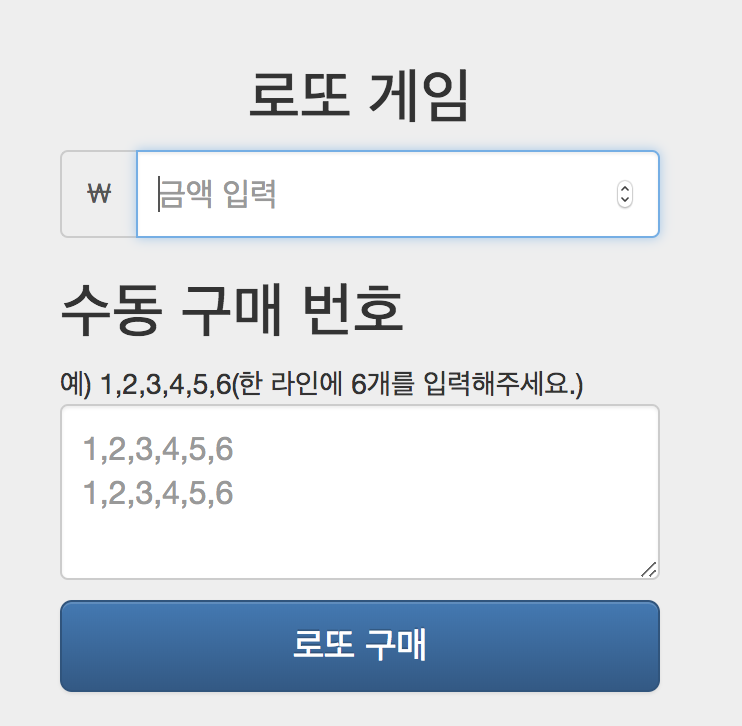 로또 게임
₩ 금액 입력
수동 구매 번호
예) 1,2,3,4,5,6(한 라인에 6개를 입력해주세요.)
1,2,3,4,5,6
1,2,3,4,5,6
로또 구매